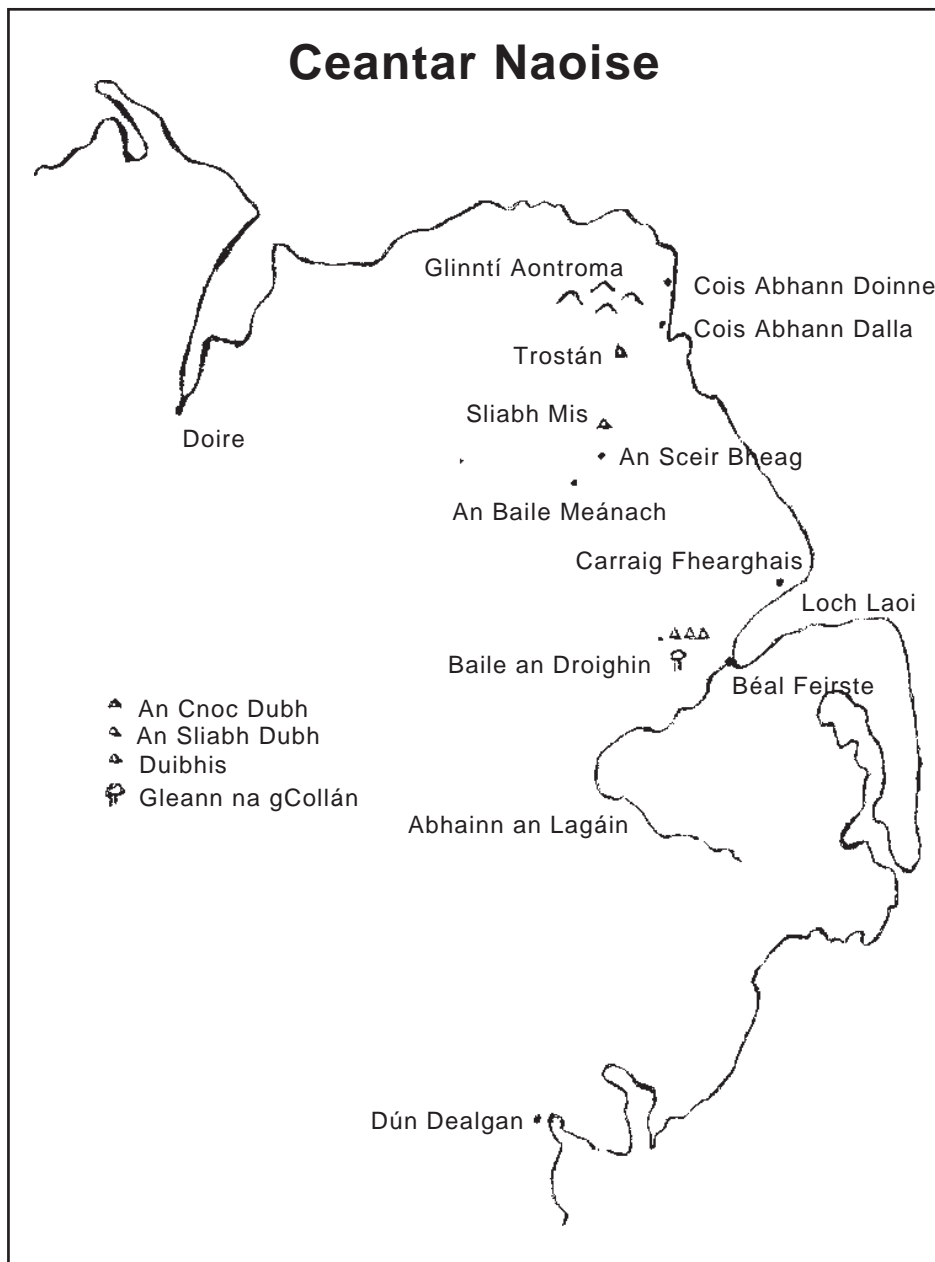 Ceantar Naoise
Glinntí Aontroma
Cois Abhann Doinne
Cois Abhann Dalla
Trostán
Sliabh Mis
Doire
An Sceir Bheag
An Baile Meánach
Carraig Fhearghais
Loch Laoi
Baile an Droighin
Béal Feirste
An Cnoc Dubh
An Sliabh Dubh
Duibhis
Gleann na gCollán
Abhainn an Lagáin
Dún Dealgan